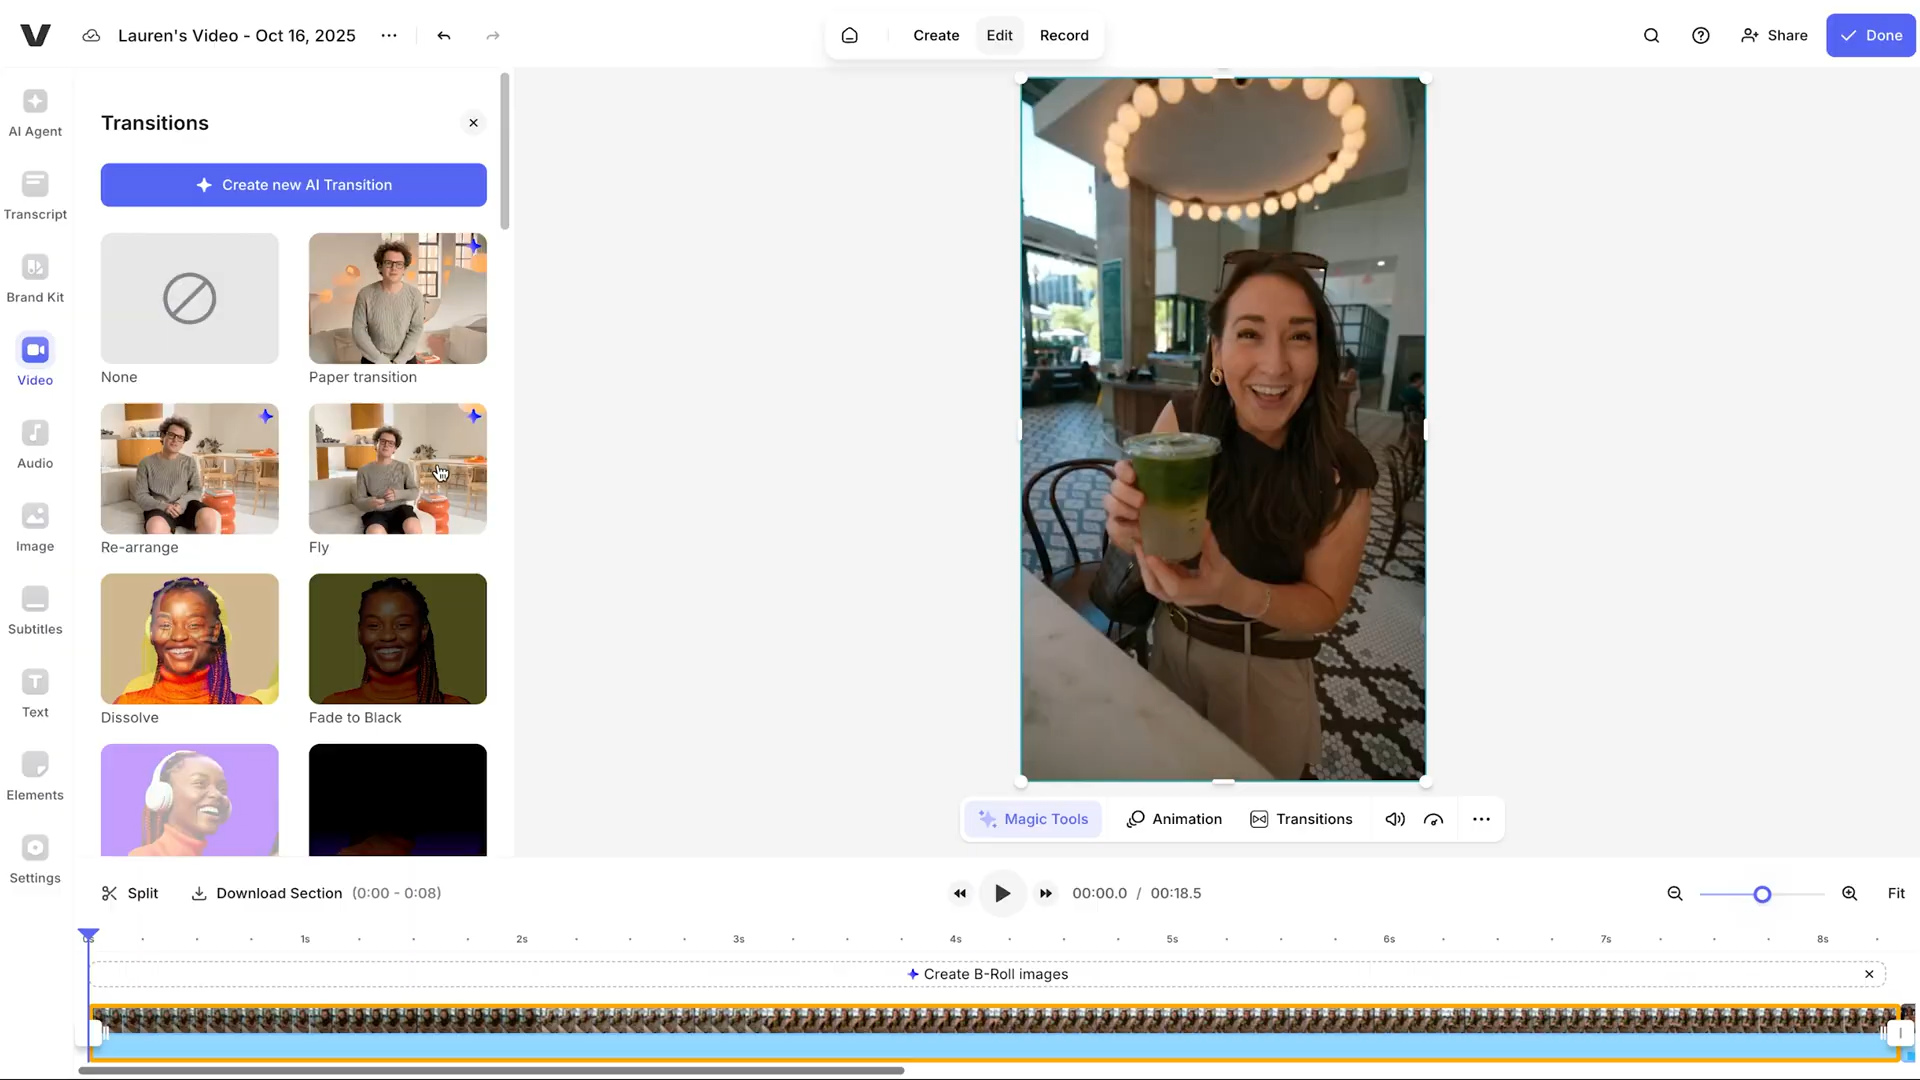 Lauren's Video - Oct 16, 2025
Create
Edit
Record
Share
Done
AI Agent
Transcript
Brand Kit
Video
Audio
Image
Subtitles
Text
Elements
Settings
Transitions
Create new AI Transition
None
Paper transition
Re-arrange
Fly
Dissolve
Fade to Black
Magic Tools
Animation
Transitions
Split
Download Section (0:00 - 0:08)
00:00.0 / 00:18.5
Fit
1s 2s 3s 4s 5s 6s 7s 8s
Create B-Roll images